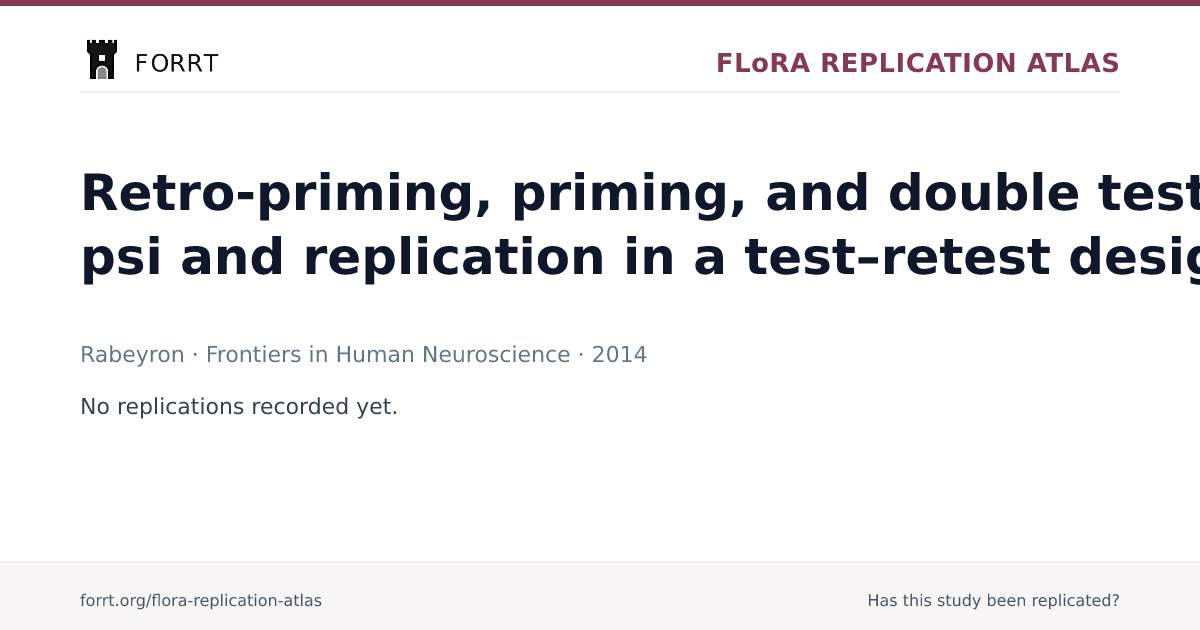 FORRT
FLoRA REPLICATION ATLAS
Retro-priming, priming, and double test
psi and replication in a test–retest desig
Rabeyron · Frontiers in Human Neuroscience · 2014
No replications recorded yet.
forrt.org/flora-replication-atlas
Has this study been replicated?